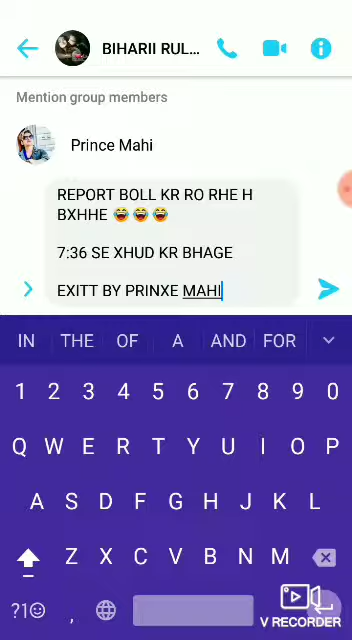 BIHARII RUL...
Mention group members
Prince Mahi
REPORT BOLL KR RO RHE H
BXHHE 😂😂😂
7:36 SE XHUD KR BHAGE
EXITT BY PRINXE MAHI
IN THE OF A AND FOR
1 2 3 4 5 6 7 8 9 0
Q W E R T Y U I O P
A S D F G H J K L
Z X C V B N M
?1☺ ,
V RECORDER